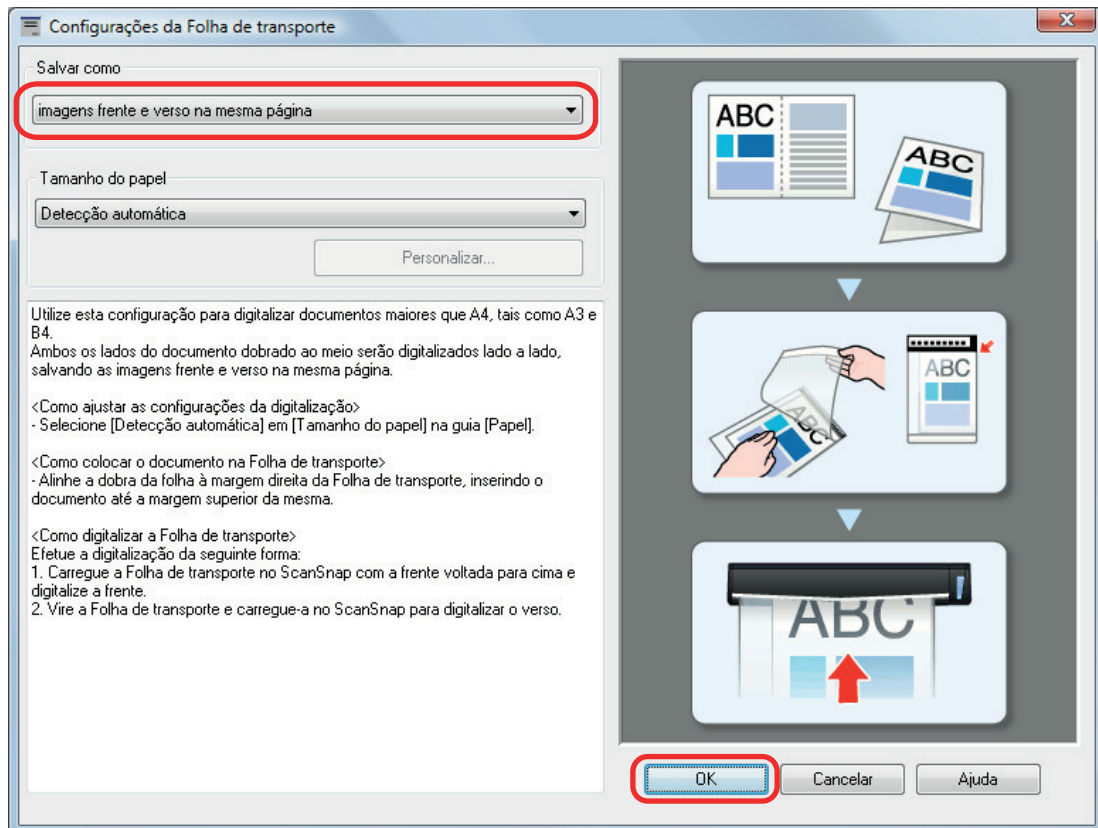 Configurações da Folha de transporte
Salvar como
imagens frente e verso na mesma página
Tamanho do papel
Detecção automática
Personalizar...
Utilize esta configuração para digitalizar documentos maiores que A4, tais como A3 e
B4.
Ambos os lados do documento dobrado ao meio serão digitalizados lado a lado,
salvando as imagens frente e verso na mesma página.
<Como ajustar as configurações da digitalização>
- Selecione [Detecção automática] em [Tamanho do papel] na guia [Papel].
<Como colocar o documento na Folha de transporte>
- Alinhe a dobra da folha à margem direita da Folha de transporte, inserindo o
documento até a margem superior da mesma.
<Como digitalizar a Folha de transporte>
Efetue a digitalização da seguinte forma:
1. Carregue a Folha de transporte no ScanSnap com a frente voltada para cima e
digitalize a frente.
2. Vire a Folha de transporte e carregue-a no ScanSnap para digitalizar o verso.
ABC
ABC
ABC
ABC
ABC
OK
Cancelar
Ajuda